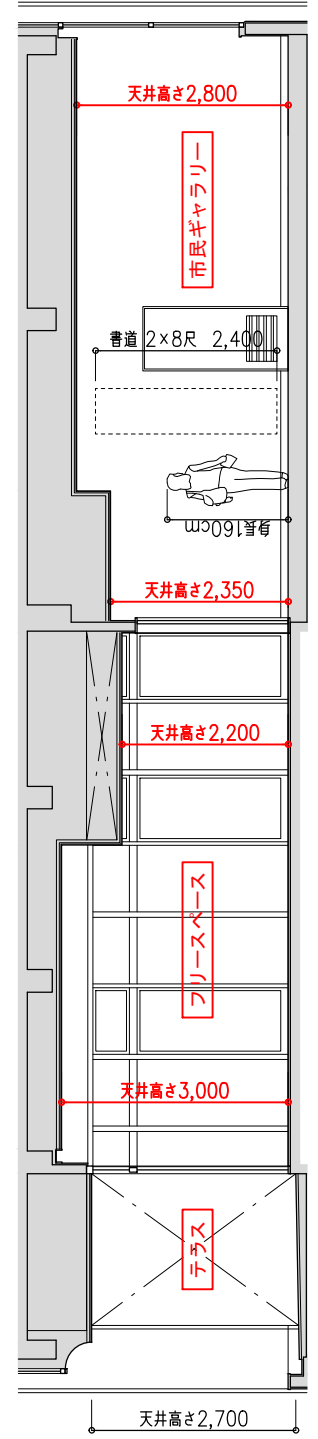 天井高さ2,800
市民ギャラリー
書道 2×8尺 2,400
身長160cm
天井高さ2,350
天井高さ2,200
フリースペース
天井高さ3,000
テラス
天井高さ2,700